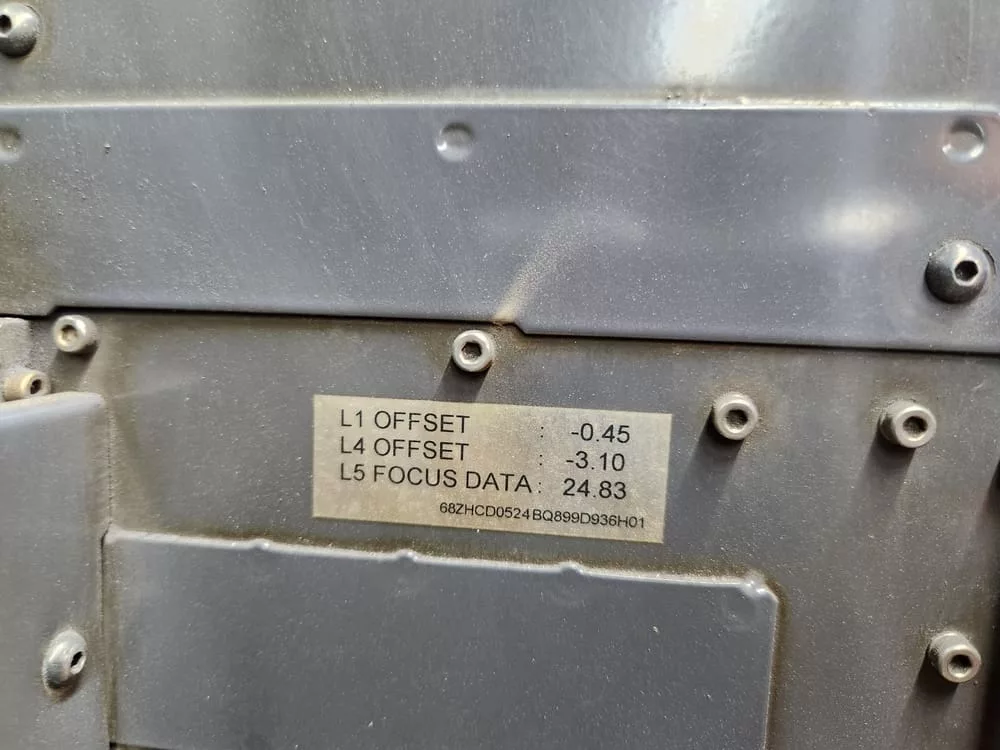 L1 OFFSET : -0.45
L4 OFFSET : -3.10
L5 FOCUS DATA : 24.83
68ZHCD0524BQ899D936H01